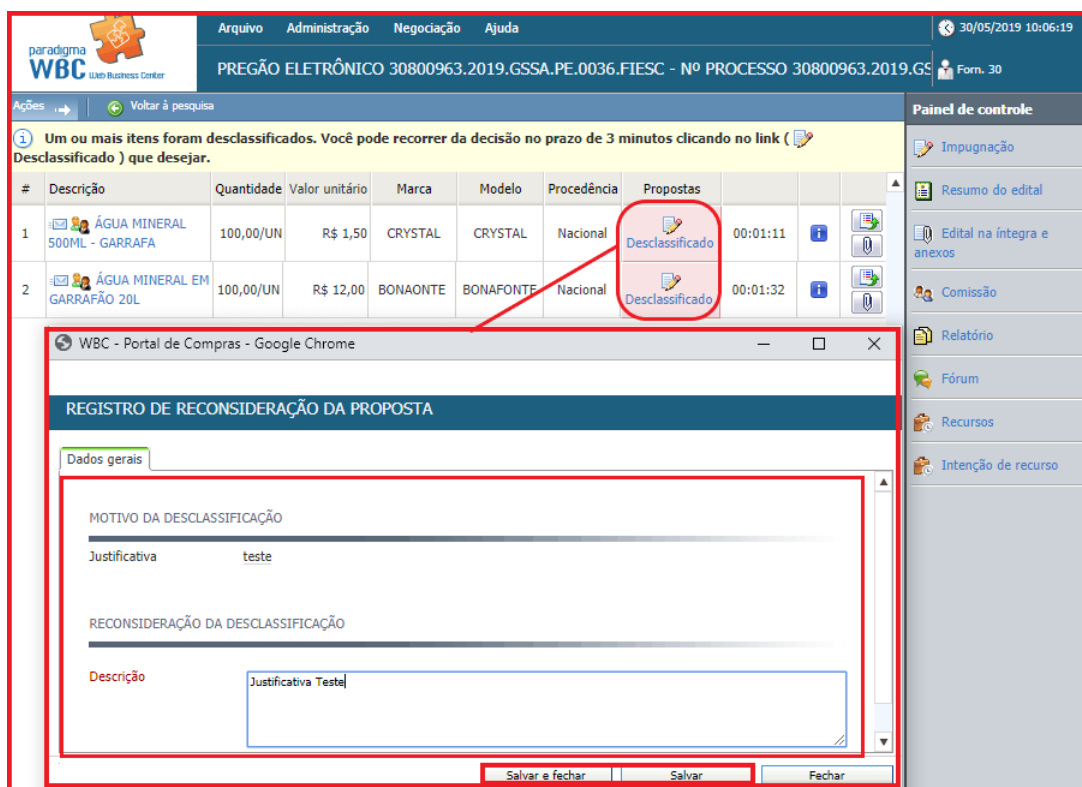 paradigma
WBC Web Business Center
Arquivo Administração Negociação Ajuda
30/05/2019 10:06:19
PREGÃO ELETRÔNICO 30800963.2019.GSSA.PE.0036.FIESC - Nº PROCESSO 30800963.2019.GS
Forn. 30
Ações
Voltar à pesquisa
Painel de controle
Um ou mais itens foram desclassificados. Você pode recorrer da decisão no prazo de 3 minutos clicando no link (
Desclassificado ) que desejar.
Impugnação
Resumo do edital
Edital na íntegra e
anexos
Comissão
Relatório
Fórum
Recursos
Intenção de recurso
# Descrição Quantidade Valor unitário Marca Modelo Procedência Propostas
1 ÁGUA MINERAL
500ML - GARRAFA 100,00/UN R$ 1,50 CRYSTAL CRYSTAL Nacional Desclassificado 00:01:11
2 ÁGUA MINERAL EM
GARRAFÃO 20L 100,00/UN R$ 12,00 BONAONTE BONAFONTE Nacional Desclassificado 00:01:32
WBC - Portal de Compras - Google Chrome
REGISTRO DE RECONSIDERAÇÃO DA PROPOSTA
Dados gerais
MOTIVO DA DESCLASSIFICAÇÃO
Justificativa teste
RECONSIDERAÇÃO DA DESCLASSIFICAÇÃO
Descrição Justificativa Teste
Salvar e fechar Salvar Fechar